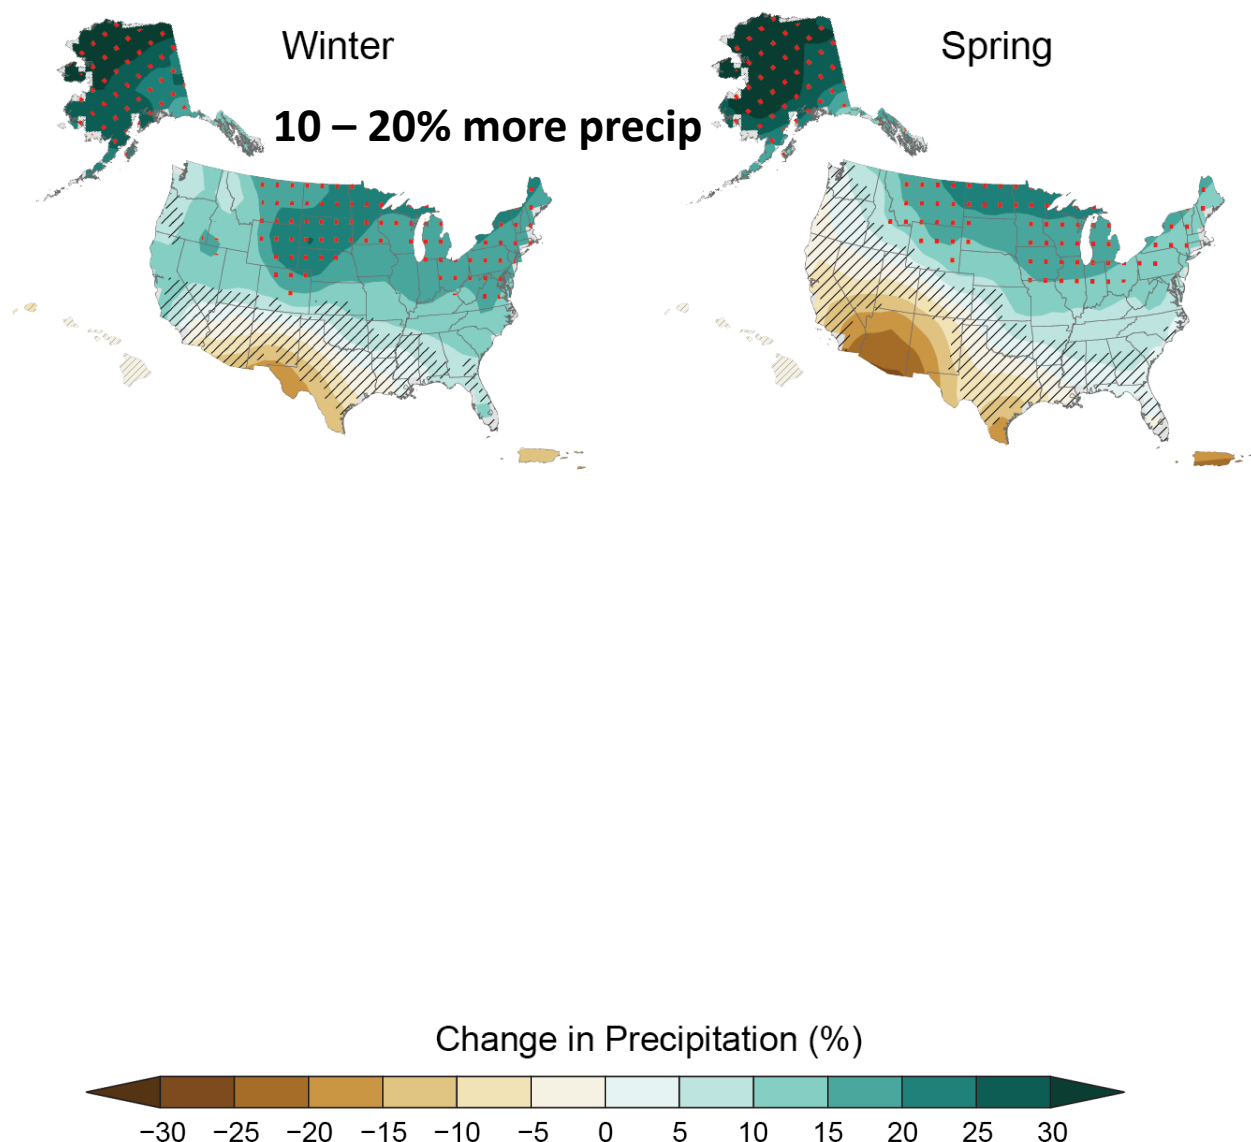 Winter
Spring
10 – 20% more precip
Change in Precipitation (%)
−30 −25 −20 −15 −10 −5 0 5 10 15 20 25 30